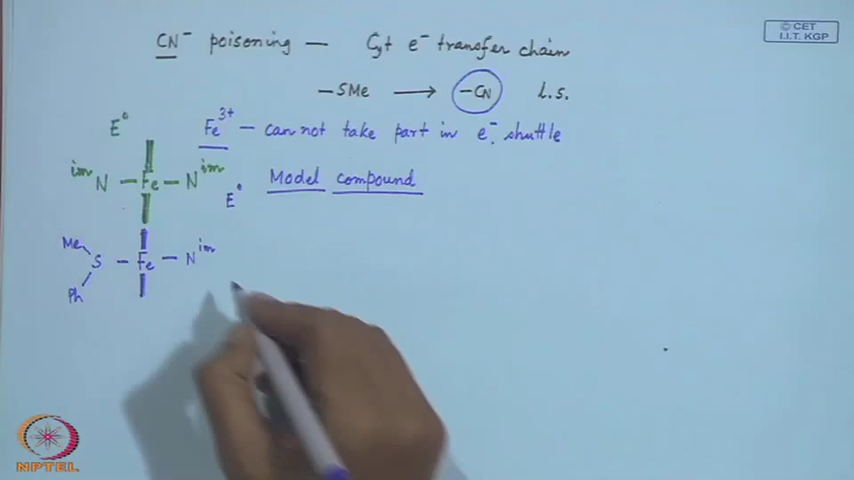 © CET
I.I.T. KGP
CN⁻ poisoning — Cyt e⁻ transfer chain
–SMe ⟶ –CN l.s.
Fe³⁺ – can not take part in e⁻ shuttle
E°
im N – Fe – N im
E°
Model compound
Me
S – Fe – N im
Ph
NPTEL